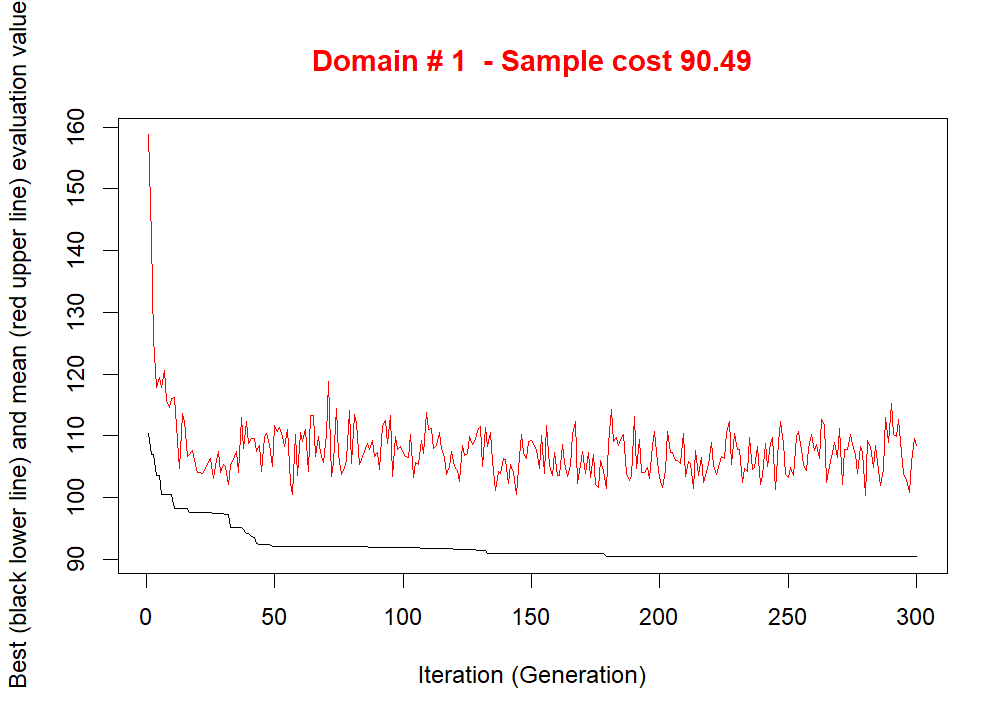 Domain # 1  - Sample cost 90.49
Best (black lower line) and mean (red upper line) evaluation value
160
150
140
130
120
110
100
90
0 50 100 150 200 250 300
Iteration (Generation)